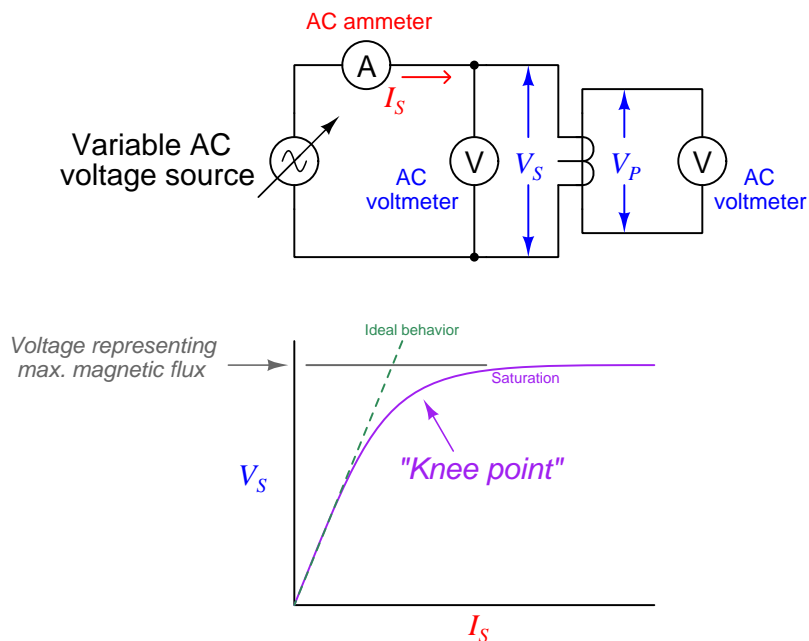 AC ammeter
A
I_S
Variable AC
voltage source
V
AC
voltmeter
V_S
V_P
V
AC
voltmeter
Voltage representing
max. magnetic flux
Ideal behavior
Saturation
"Knee point"
V_S
I_S